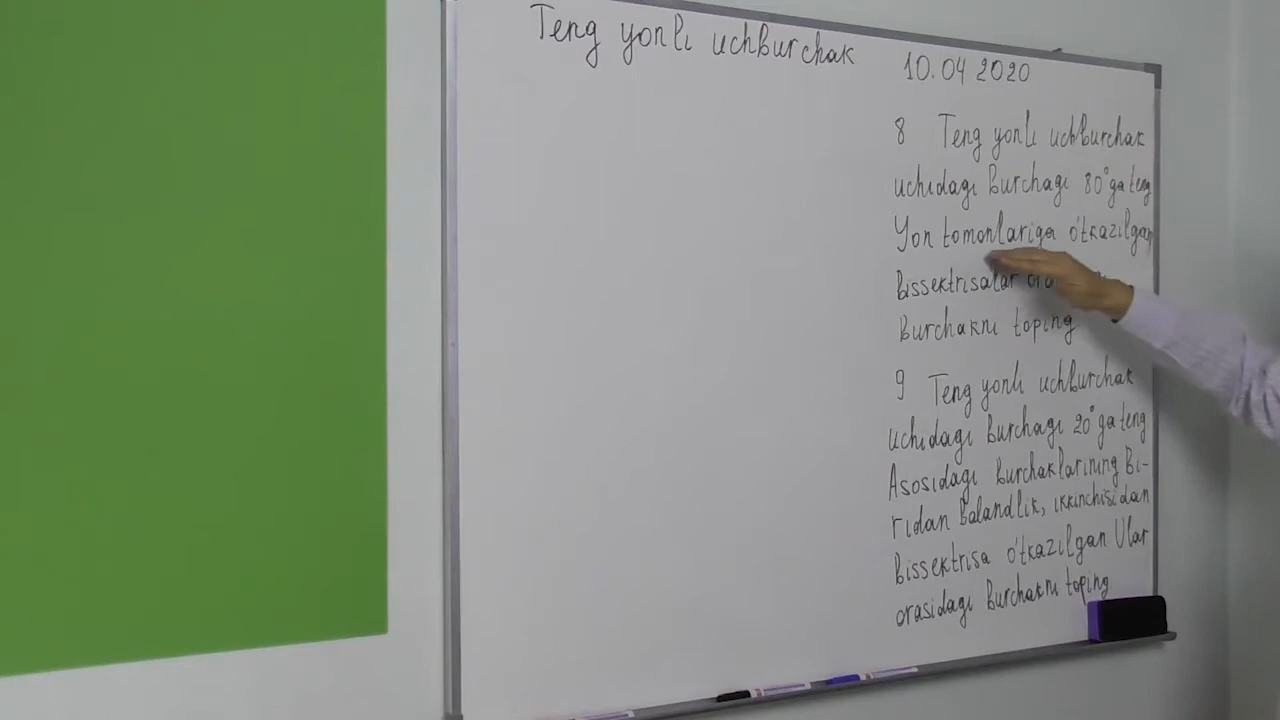 Teng yonli uchburchak
10.04 2020
8 Teng yonli uchburchak
uchidagi burchagi 80° ga teng
Yon tomonlariga o'tkazilgan
bissektrisalar
burchakni toping
9 Teng yonli uchburchak
uchidagi burchagi 20° ga teng
Asosidagi burchaklarining bi-
ridan balandlik, ikkinchisidan
bissektrisa o'tkazilgan Ular
orasidagi burchakni toping